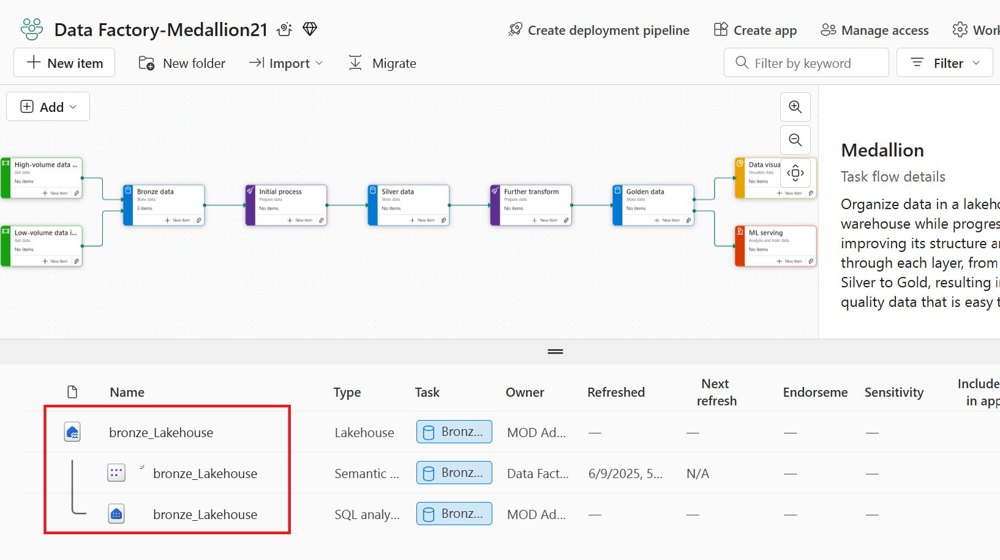 Data Factory-Medallion21
Create deployment pipeline
Create app
Manage access
Work
New item
New folder
Import
Migrate
Filter by keyword
Filter
Add
High-volume data ...
Get data
No items
New item
Low-volume data i...
Get data
No items
New item
Bronze data
Store data
3 items
New item
Initial process
Prepare data
No items
New item
Silver data
Store data
No items
New item
Further transform
Prepare data
No items
New item
Golden data
Store data
No items
New item
Data visua
Visualize data
No items
New item
ML serving
Analyze and train data
No items
New item
Medallion
Task flow details
Organize data in a lakeho
warehouse while progres
improving its structure a
through each layer, from
Silver to Gold, resulting i
quality data that is easy t
Name
Type
Task
Owner
Refreshed
Next
refresh
Endorseme
Sensitivity
Include
in app
bronze_Lakehouse
Lakehouse
Bronz...
MOD Ad...
—
—
—
—
bronze_Lakehouse
Semantic ...
Bronz...
Data Fact...
6/9/2025, 5...
N/A
—
—
bronze_Lakehouse
SQL analy...
Bronz...
MOD Ad...
—
—
—
—